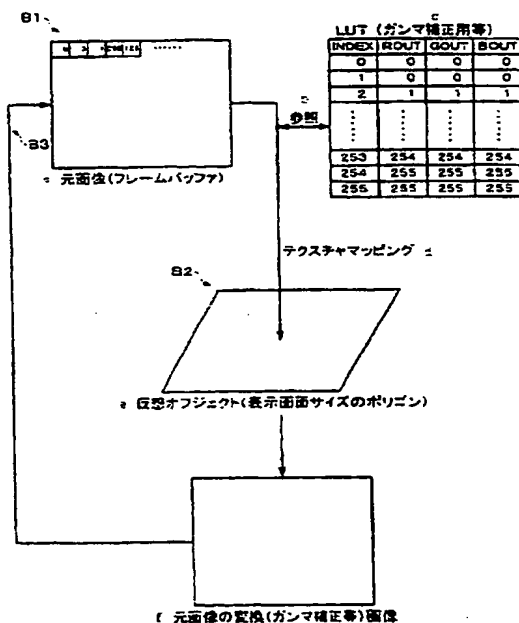 B1
LUT (ガンマ補正用等)
INDEX ROUT GOUT BOUT
0 0 0 0
1 0 0 0
2 1 1 1
253 254 254 254
254 255 255 255
255 255 255 255
参照
B3
元画像(フレームバッファ)
テクスチャマッピング
B2
仮想オブジェクト(表示画面サイズのポリゴン)
元画像の変換(ガンマ補正等)画像